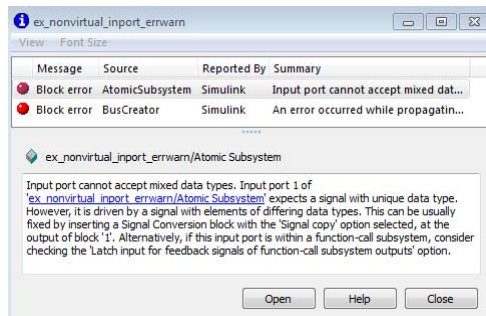 ex_nonvirtual_inport_errwarn
View Font Size
Message Source Reported By Summary
Block error AtomicSubsystem Simulink Input port cannot accept mixed dat...
Block error BusCreator Simulink An error occurred while propagatin...
ex_nonvirtual_inport_errwarn/Atomic Subsystem
Input port cannot accept mixed data types. Input port 1 of
'ex_nonvirtual_inport_errwarn/Atomic Subsystem' expects a signal with unique data type.
However, it is driven by a signal with elements of differing data types. This can be usually
fixed by inserting a Signal Conversion block with the 'Signal copy' option selected, at the
output of block '1'. Alternatively, if this input port is within a function-call subsystem, consider
checking the 'Latch input for feedback signals of function-call subsystem outputs' option.
Open Help Close